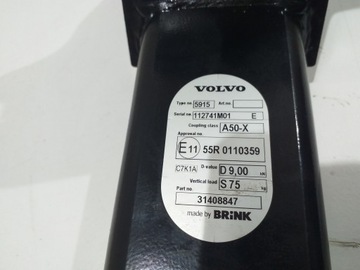 VOLVO
Type no. 5915 Art.no.
Serial no 112741M01 E
Coupling class A50-X
Approval no
E11 55R 0110359
C7K1A D-value D 9,00 kN
Vertical load S 75 kg
Part no 31408847
made by BRINK